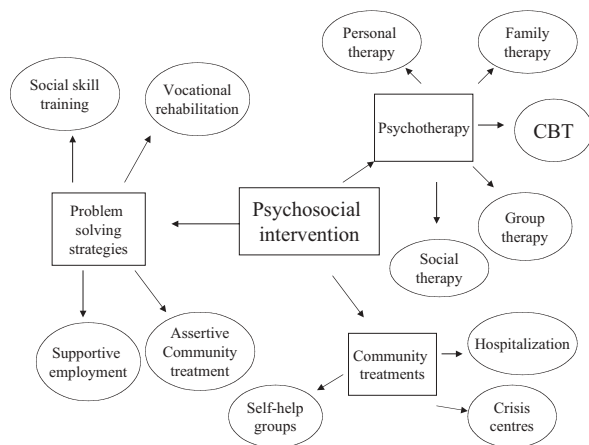 Personal
therapy
Family
therapy
Social skill
training
Vocational
rehabilitation
Psychotherapy
CBT
Problem
solving
strategies
Psychosocial
intervention
Group
therapy
Social
therapy
Supportive
employment
Assertive
Community
treatment
Community
treatments
Hospitalization
Self-help
groups
Crisis
centres